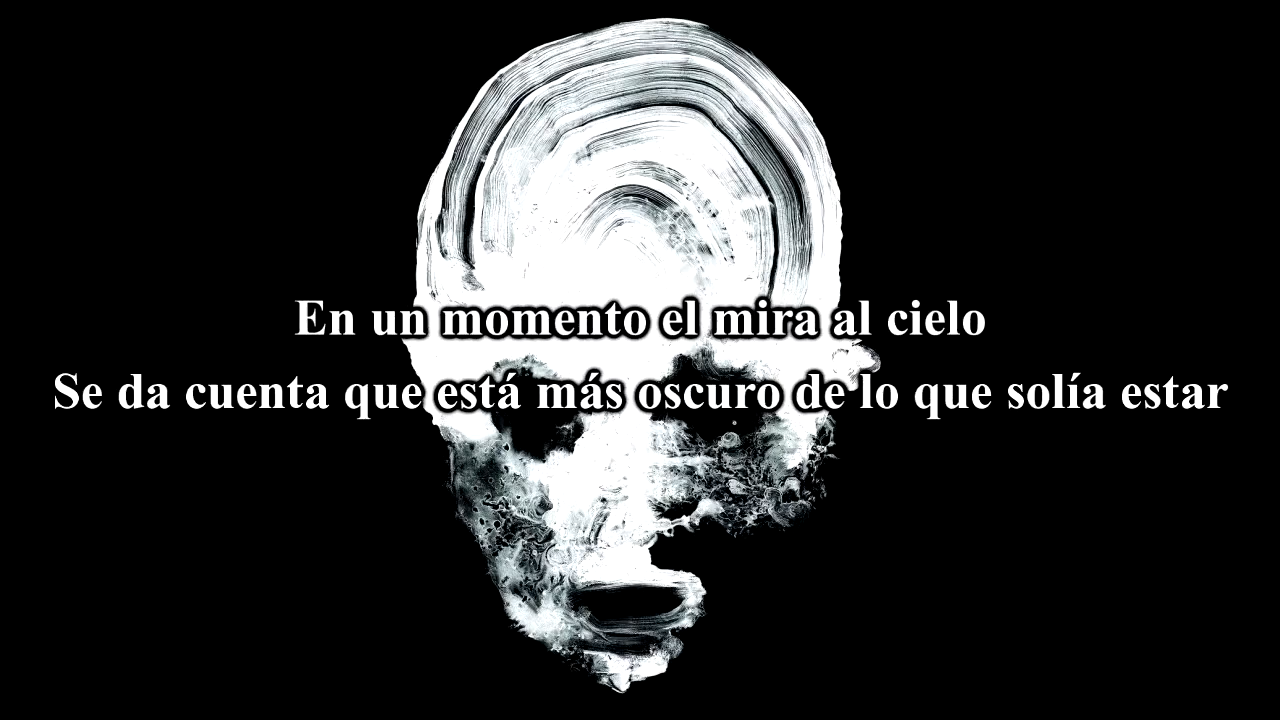 En un momento el mira al cielo
Se da cuenta que está más oscuro de lo que solía estar